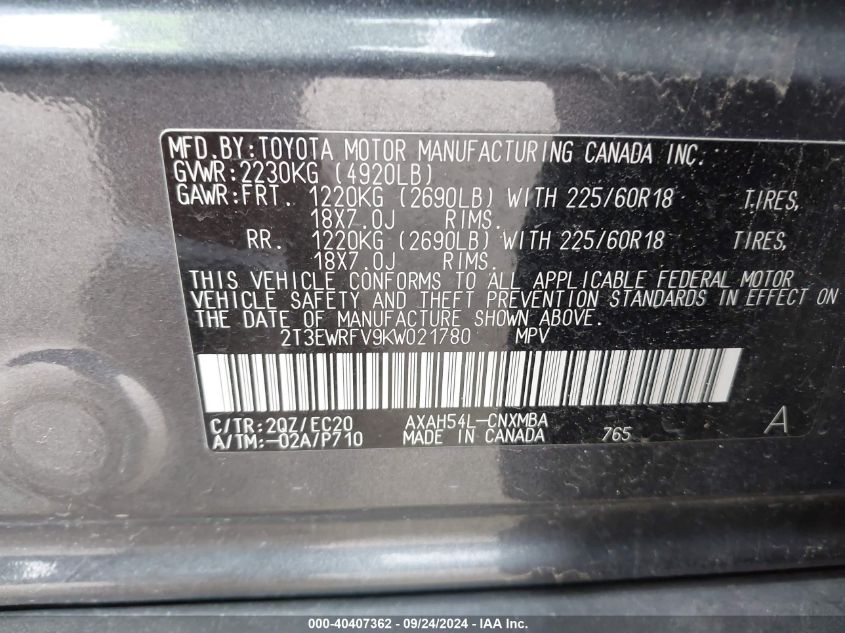 MFD.BY:TOYOTA MOTOR MANUFACTURING CANADA INC.
GVWR:2230KG (4920LB)
GAWR:FRT. 1220KG (2690LB) WITH 225/60R18 TIRES,
18X7.0J RIMS.
RR. 1220KG (2690LB) WITH 225/60R18 TIRES,
18X7.0J RIMS.
THIS VEHICLE CONFORMS TO ALL APPLICABLE FEDERAL MOTOR
VEHICLE SAFETY AND THEFT PREVENTION STANDARDS IN EFFECT ON
THE DATE OF MANUFACTURE SHOWN ABOVE.
2T3EWRFV9KW021780 MPV
C/TR:2QZ/EC20 AXAH54L-CNXMBA
A/TM:-02A/P710 MADE IN CANADA 765 A
000-40407362 - 09/24/2024 - IAA Inc.